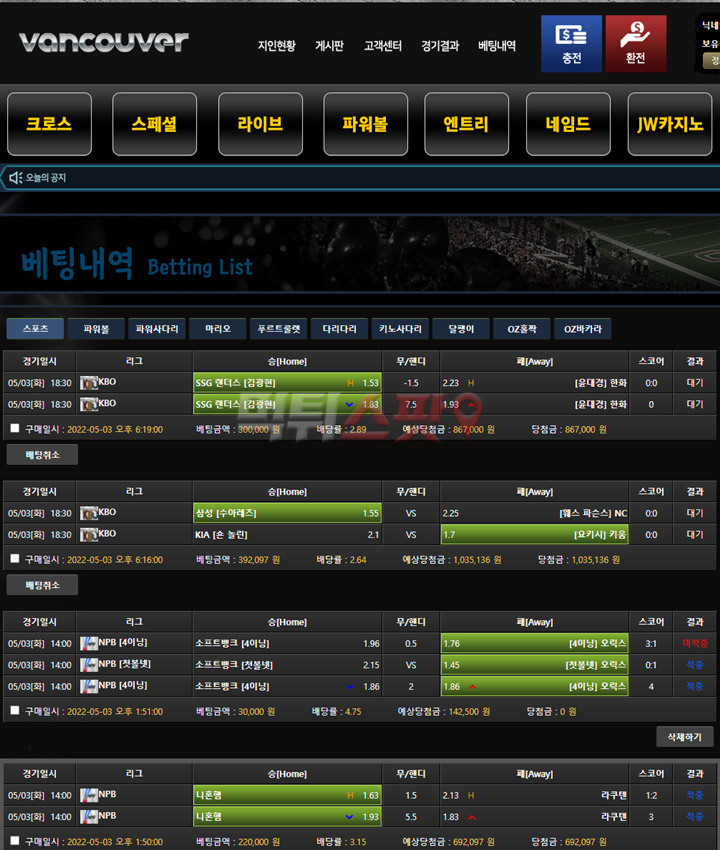 vancouver 지인현황 게시판 고객센터 경기결과 베팅내역 충전 환전 닉네
보유
크로스 스페셜 라이브 파워볼 엔트리 네임드 JW카지노
오늘의 공지
베팅내역 Betting List
스포츠 파워볼 파워사다리 마리오 푸르트룰렛 다리다리 키노사다리 달팽이 OZ홀짝 OZ바카라
경기일시 리그 승[Home] 무/핸디 패[Away] 스코어 결과
05/03[화] 18:30 KBO SSG 랜더스 [김광현] H 1.53 -1.5 2.23 H [윤대경] 한화 0:0 대기
05/03[화] 18:30 KBO SSG 랜더스 [김광현] 1.83 7.5 1.93 [윤대경] 한화 0 대기
먹튀스팟
구매일시 : 2022-05-03 오후 6:19:00 베팅금액 : 300,000 원 배당률 : 2.89 예상당첨금 : 867,000 원 당첨금 : 867,000 원
배팅취소
경기일시 리그 승[Home] 무/핸디 패[Away] 스코어 결과
05/03[화] 18:30 KBO 삼성 [수아레즈] 1.55 VS 2.25 [웨스 파슨스] NC 0:0 대기
05/03[화] 18:30 KBO KIA [션 놀린] 2.1 VS 1.7 [요키시] 키움 0:0 대기
구매일시 : 2022-05-03 오후 6:16:00 베팅금액 : 392,097 원 배당률 : 2.64 예상당첨금 : 1,035,136 원 당첨금 : 1,035,136 원
배팅취소
경기일시 리그 승[Home] 무/핸디 패[Away] 스코어 결과
05/03[화] 14:00 NPB [4이닝] 소프트뱅크 [4이닝] 1.96 0.5 1.76 [4이닝] 오릭스 3:1 미적중
05/03[화] 14:00 NPB [첫볼넷] 소프트뱅크 [첫볼넷] 2.15 VS 1.45 [첫볼넷] 오릭스 0:1 적중
05/03[화] 14:00 NPB [4이닝] 소프트뱅크 [4이닝] 1.86 2 1.86 [4이닝] 오릭스 4 적중
구매일시 : 2022-05-03 오후 1:51:00 베팅금액 : 30,000 원 배당률 : 4.75 예상당첨금 : 142,500 원 당첨금 : 0 원
삭제하기
경기일시 리그 승[Home] 무/핸디 패[Away] 스코어 결과
05/03[화] 14:00 NPB 니혼햄 H 1.63 1.5 2.13 H 라쿠텐 1:2 적중
05/03[화] 14:00 NPB 니혼햄 1.93 5.5 1.83 라쿠텐 3 적중
구매일시 : 2022-05-03 오후 1:50:00 베팅금액 : 220,000 원 배당률 : 3.15 예상당첨금 : 692,097 원 당첨금 : 692,097 원